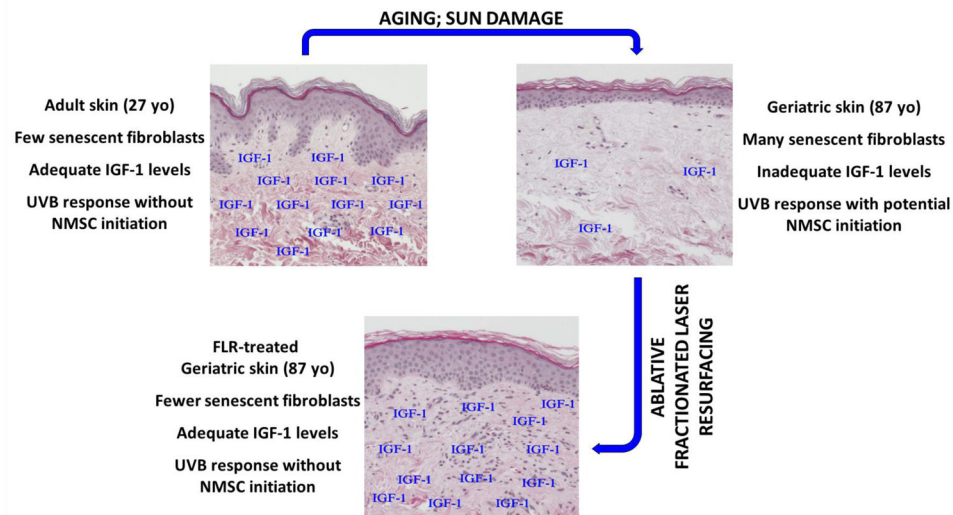 AGING; SUN DAMAGE
Adult skin (27 yo)
Few senescent fibroblasts
Adequate IGF-1 levels
UVB response without
NMSC initiation
IGF-1 IGF-1
IGF-1 IGF-1 IGF-1
IGF-1 IGF-1 IGF-1 IGF-1
IGF-1 IGF-1 IGF-1
IGF-1
IGF-1 IGF-1
IGF-1
Geriatric skin (87 yo)
Many senescent fibroblasts
Inadequate IGF-1 levels
UVB response with potential
NMSC initiation
ABLATIVE
FRACTIONATED LASER
RESURFACING
FLR-treated
Geriatric skin (87 yo)
Fewer senescent fibroblasts
Adequate IGF-1 levels
UVB response without
NMSC initiation
IGF-1 IGF-1 IGF-1
IGF-1
IGF-1 IGF-1 IGF-1
IGF-1 IGF-1 IGF-1
IGF-1 IGF-1 IGF-1